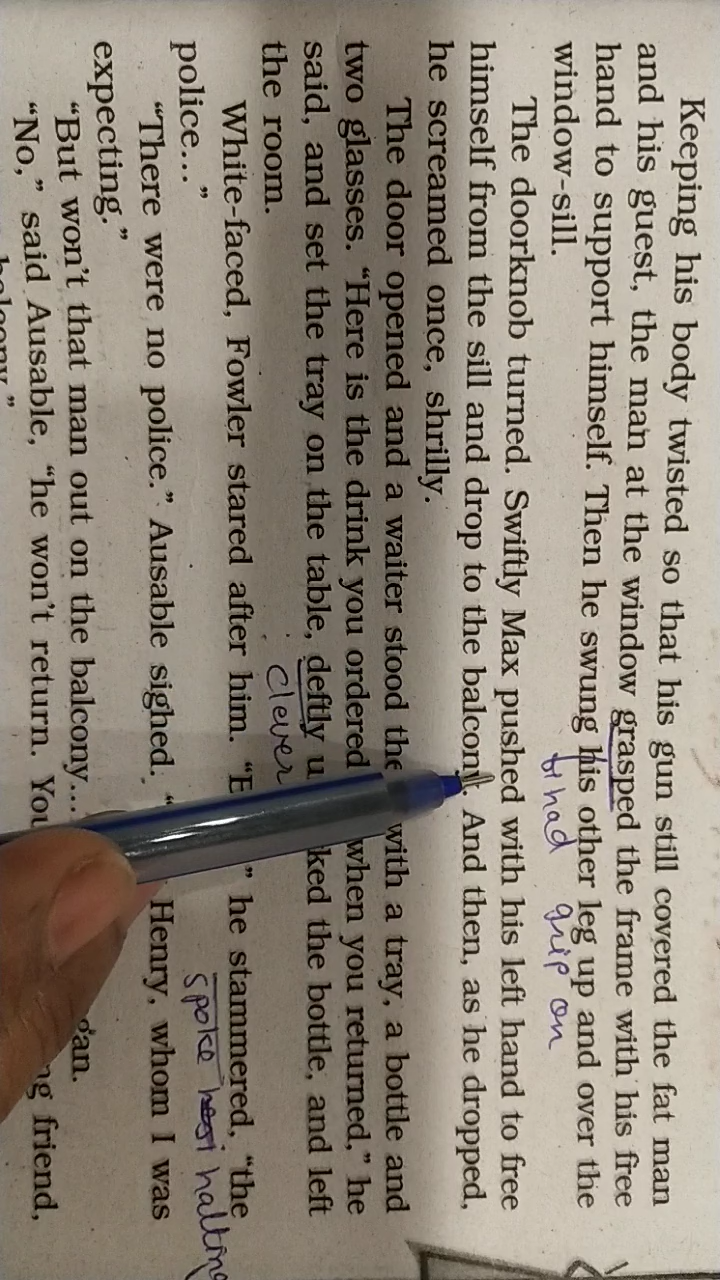 Keeping his body twisted so that his gun still covered the fat man
and his guest, the man at the window grasped the frame with his free
hand to support himself. Then he swung his other leg up and over the
had grip on
window-sill.
The doorknob turned. Swiftly Max pushed with his left hand to free
himself from the sill and drop to the balcony. And then, as he dropped,
he screamed once, shrilly.
The door opened and a waiter stood with a tray, a bottle and
two glasses. "Here is the drink you ordered when you returned," he
said, and set the tray on the table, deftly ked the bottle, and left
clever
the room.
White-faced, Fowler stared after him. " " he stammered, "the
spoke halting
police..."
"There were no police." Ausable sighed. " Henry, whom I was
expecting."
"But won't that man out on the balcony... gan.
"No," said Ausable, "he won't return. You ng friend,
balcony."